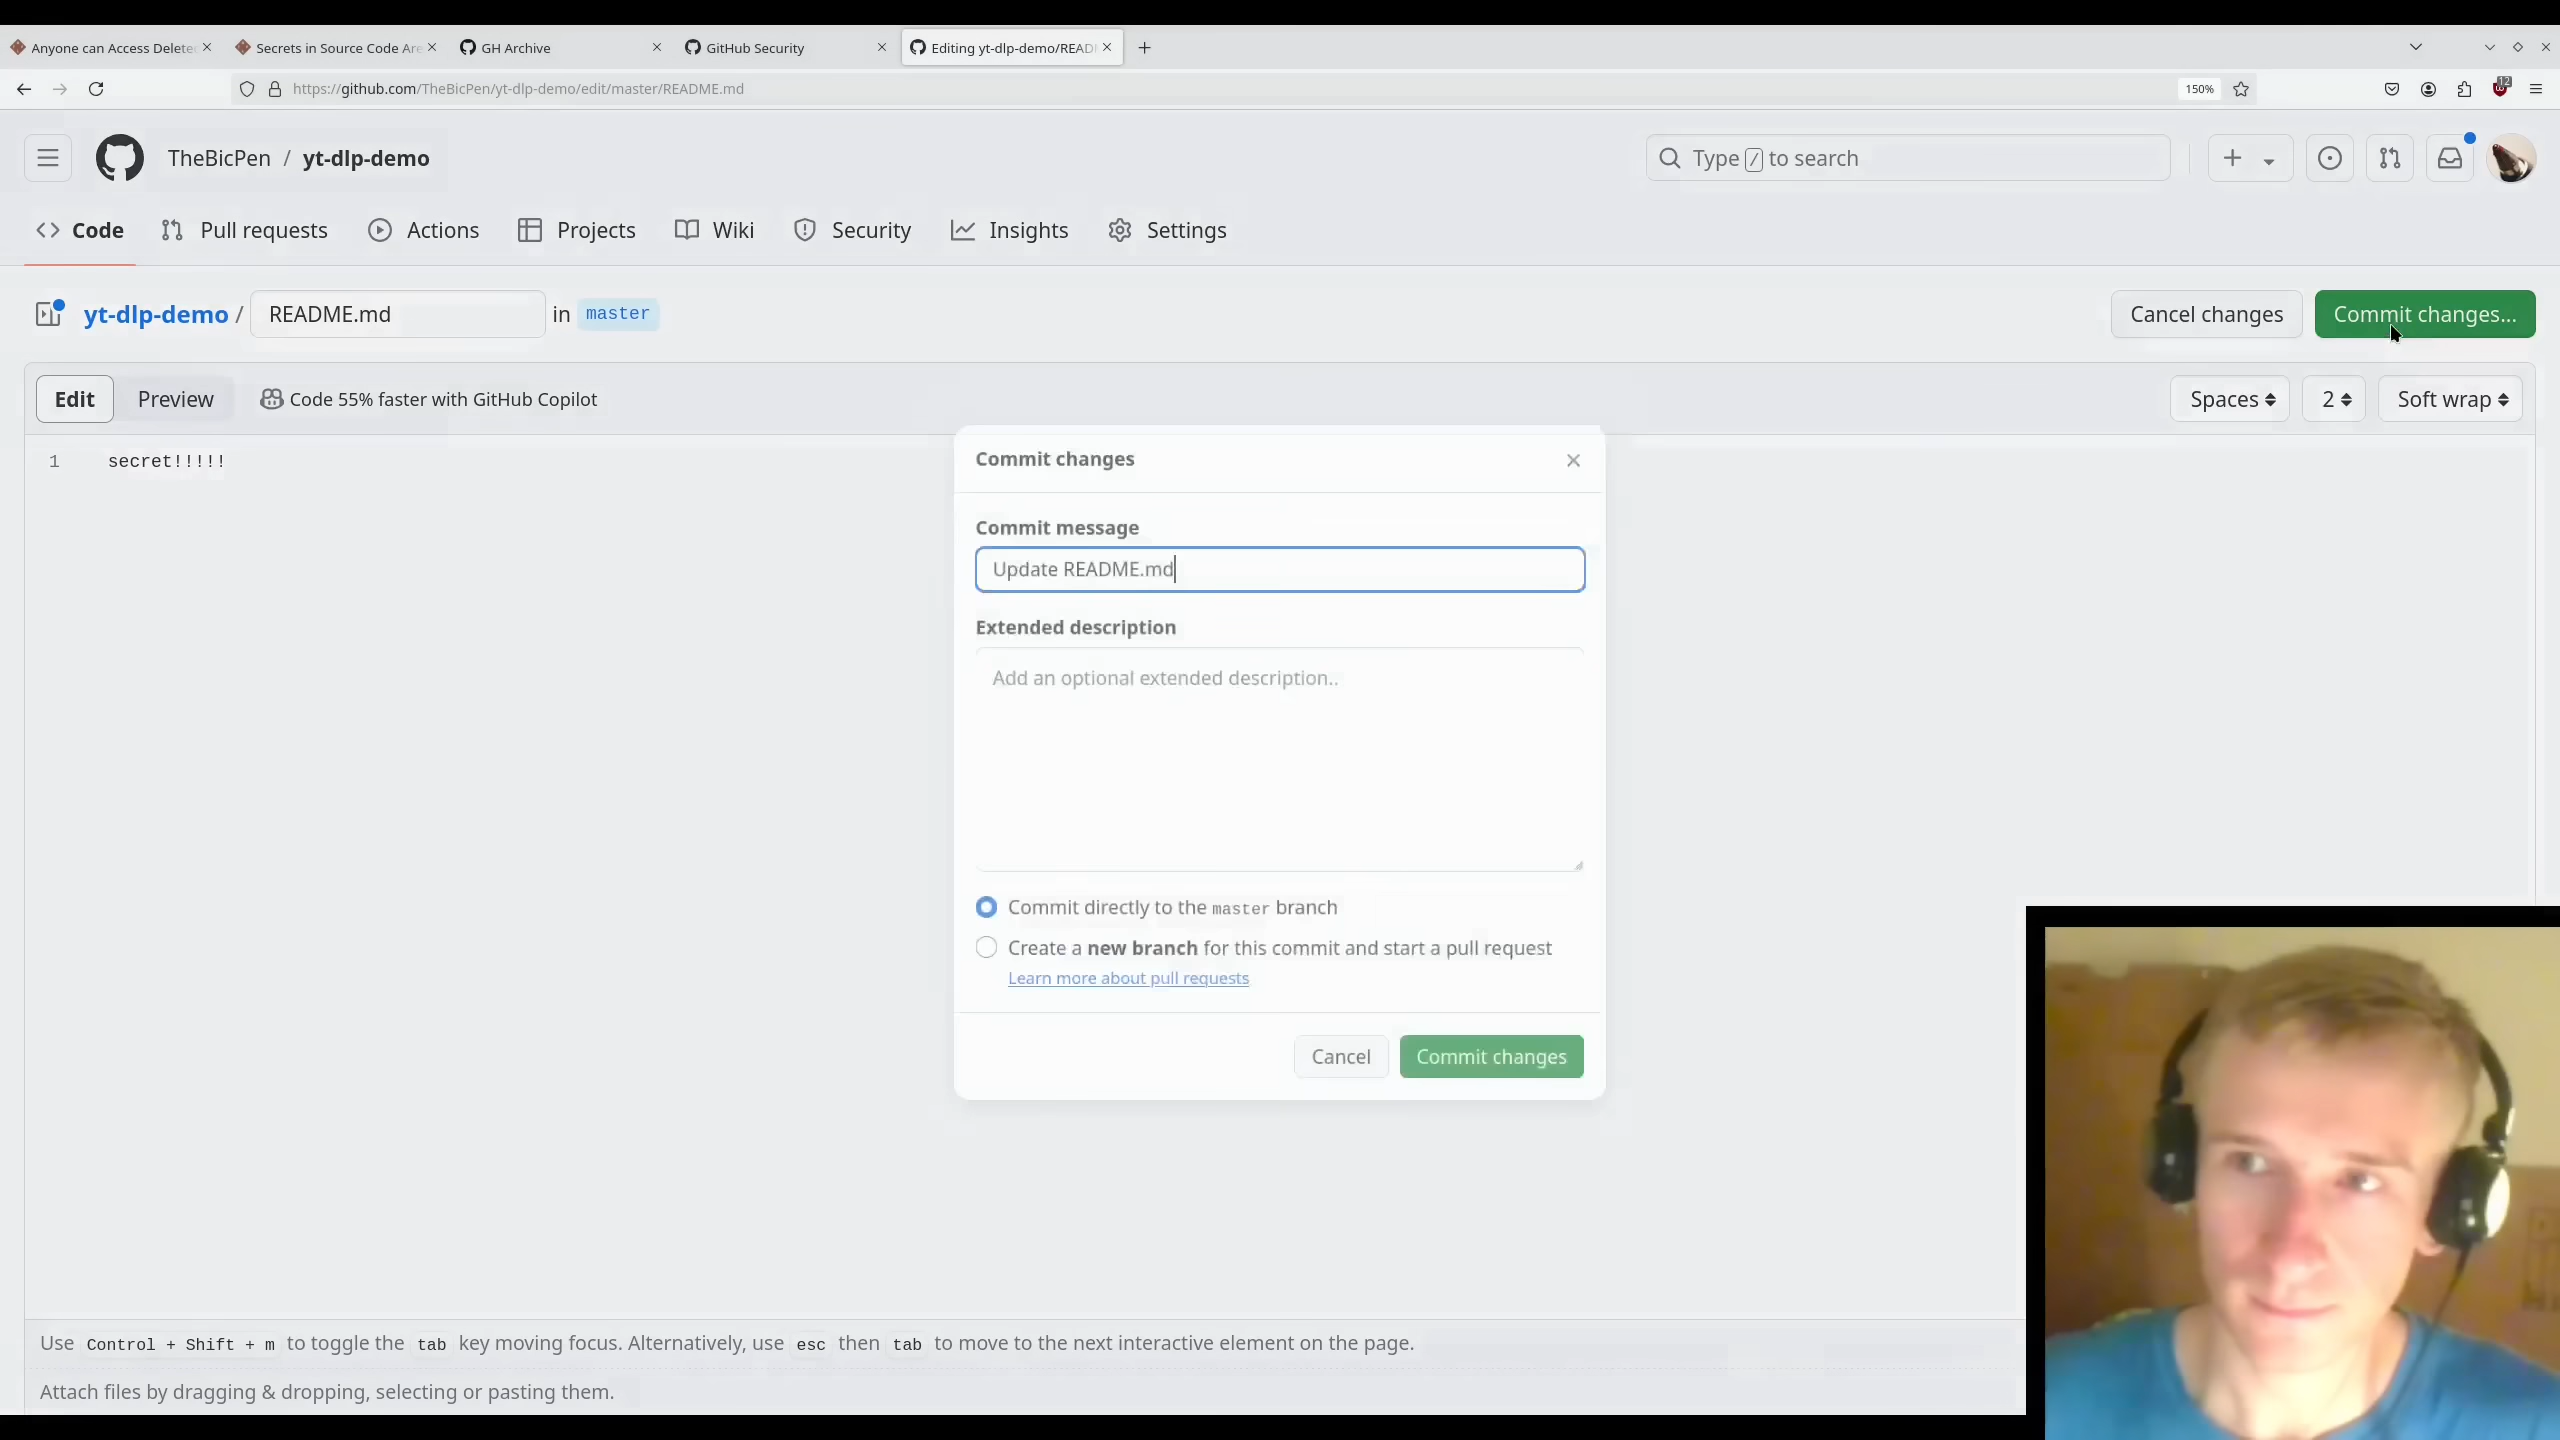 Anyone can Access Delete
Secrets in Source Code Are
GH Archive
GitHub Security
Editing yt-dlp-demo/READ
https://github.com/TheBicPen/yt-dlp-demo/edit/master/README.md
150%
12
TheBicPen / yt-dlp-demo
Type / to search
Code
Pull requests
Actions
Projects
Wiki
Security
Insights
Settings
yt-dlp-demo / README.md in master
Cancel changes
Commit changes...
Edit
Preview
Code 55% faster with GitHub Copilot
Spaces
2
Soft wrap
1 secret!!!!!
Commit changes
Commit message
Update README.md
Extended description
Add an optional extended description..
Commit directly to the master branch
Create a new branch for this commit and start a pull request
Learn more about pull requests
Cancel
Commit changes
Use Control + Shift + m to toggle the tab key moving focus. Alternatively, use esc then tab to move to the next interactive element on the page.
Attach files by dragging & dropping, selecting or pasting them.